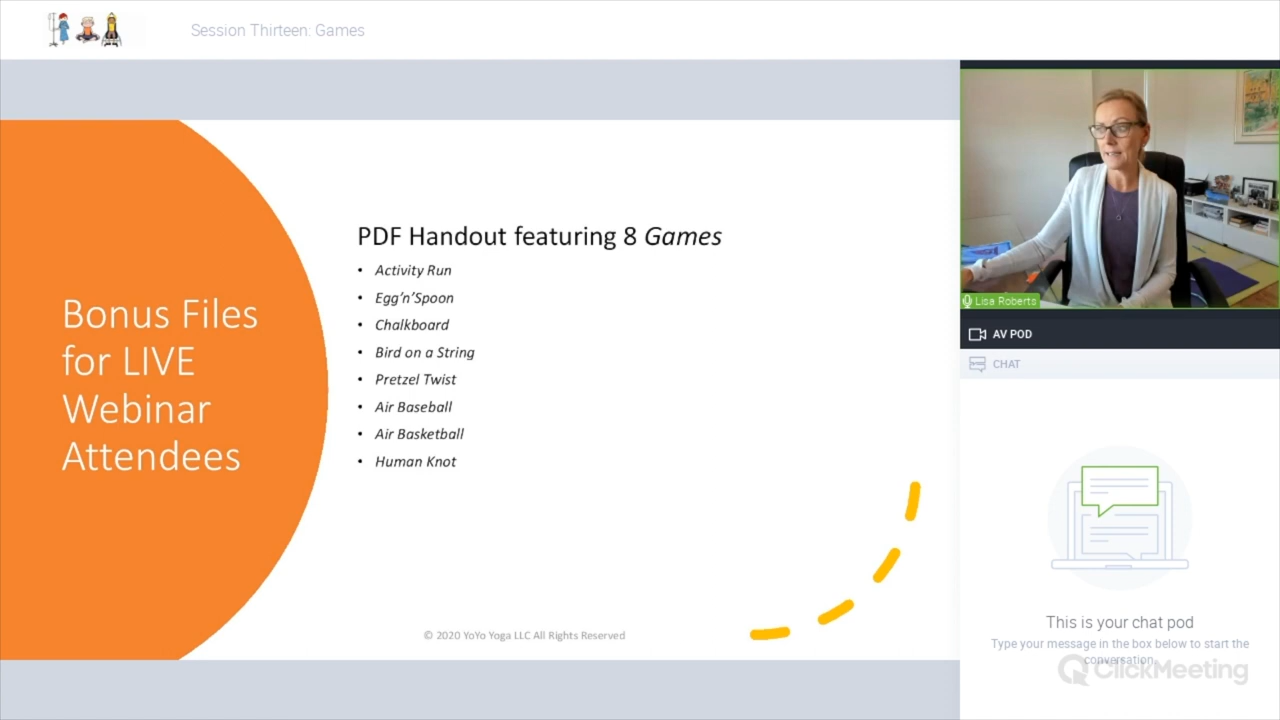 Session Thirteen: Games
Bonus Files
for LIVE
Webinar
Attendees
PDF Handout featuring 8 Games
• Activity Run
• Egg'n'Spoon
• Chalkboard
• Bird on a String
• Pretzel Twist
• Air Baseball
• Air Basketball
• Human Knot
© 2020 YoYo Yoga LLC All Rights Reserved
Lisa Roberts
AV POD
CHAT
This is your chat pod
Type your message in the box below to start the
conversation.
ClickMeeting